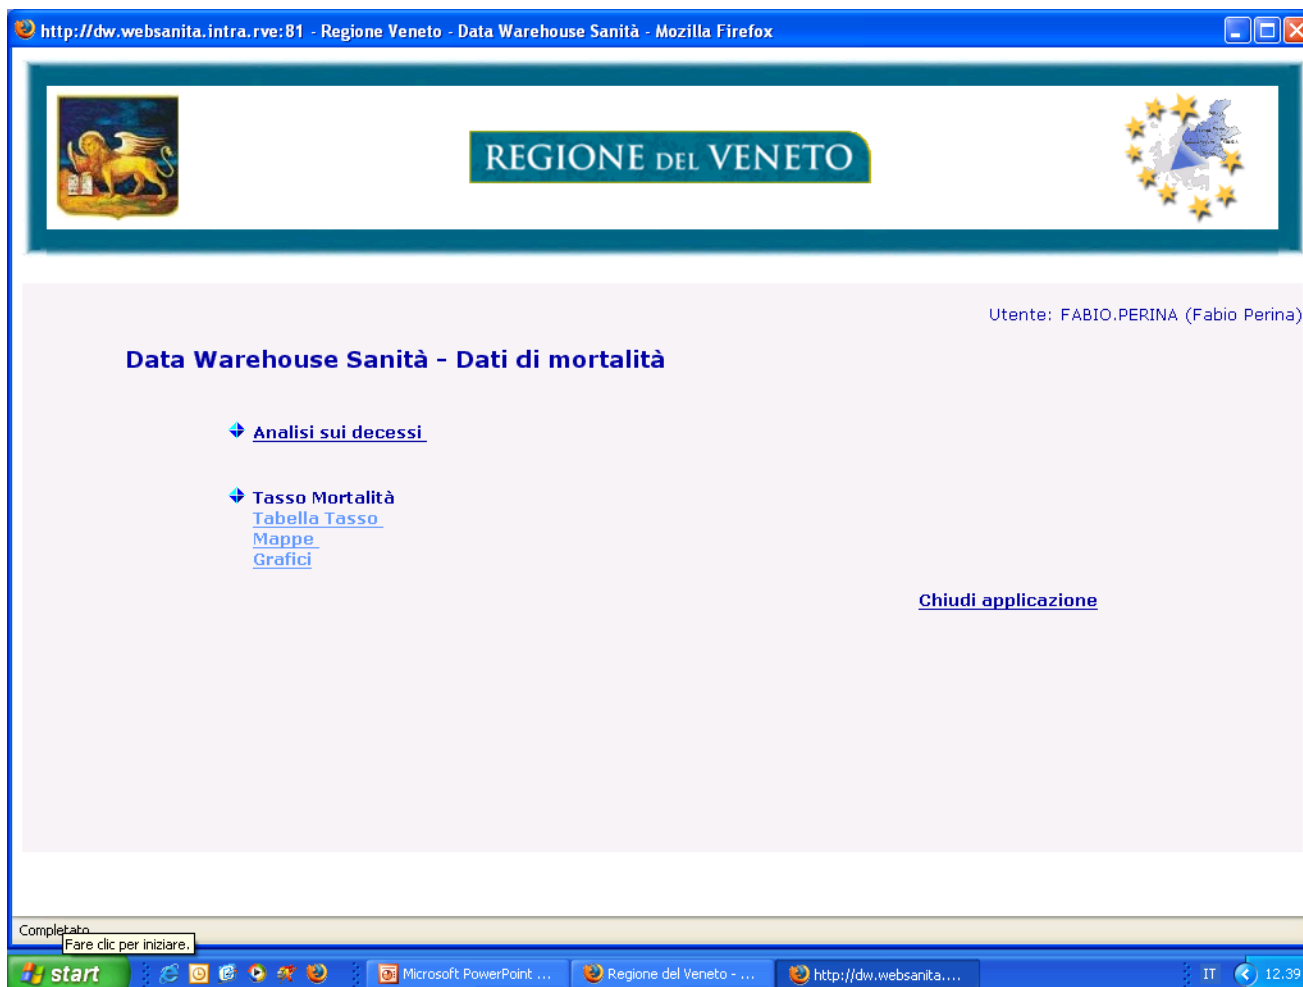 http://dw.websanita.intra.rve:81 - Regione Veneto - Data Warehouse Sanità - Mozilla Firefox
REGIONE DEL VENETO
Utente: FABIO.PERINA (Fabio Perina)
Data Warehouse Sanità - Dati di mortalità
Analisi sui decessi
Tasso Mortalità
Tabella Tasso
Mappe
Grafici
Chiudi applicazione
Completato
Fare clic per iniziare.
start
Microsoft PowerPoint ...
Regione del Veneto - ...
http://dw.websanita....
IT
12.39